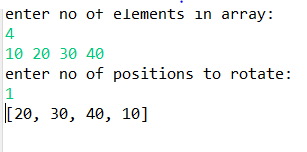 enter no of elements in array:
4
10 20 30 40
enter no of positions to rotate:
1
[20, 30, 40, 10]